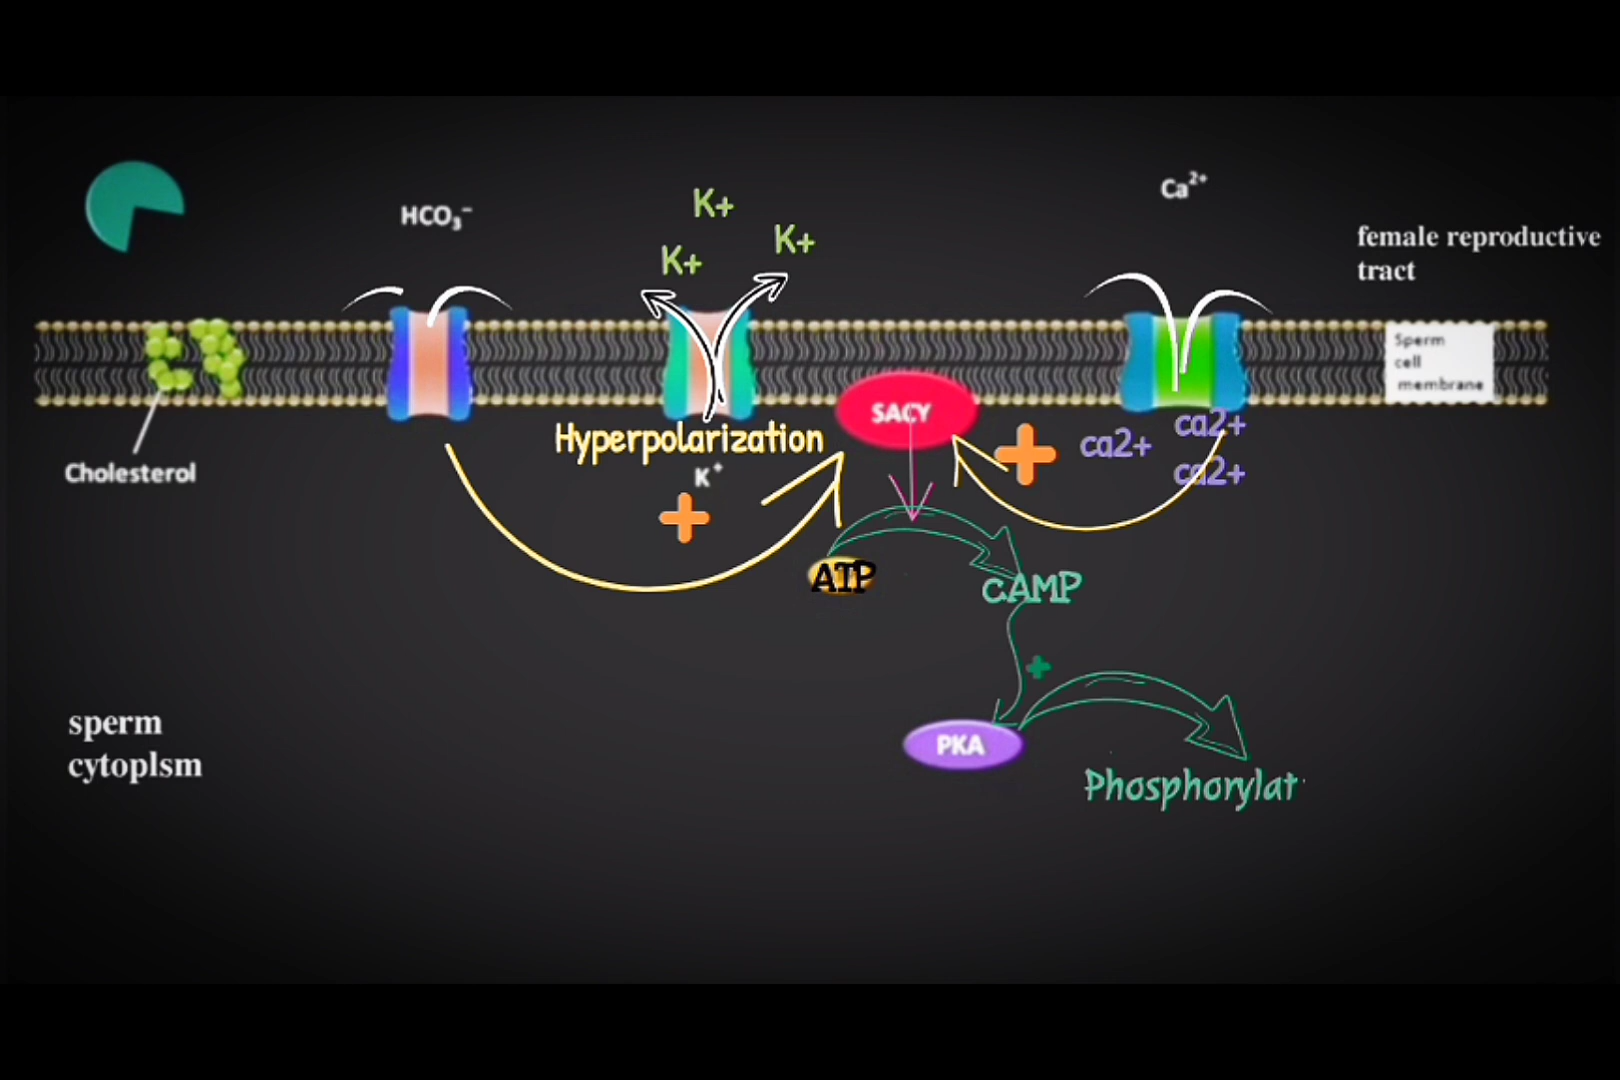 HCO₃⁻
K+
K+
K+
Ca²⁺
female reproductive
tract
Sperm
cell
membrane
SACY
Hyperpolarization
K⁺
ca2+
ca2+
ca2+
Cholesterol
ATP
cAMP
PKA
sperm
cytoplsm
Phosphorylat